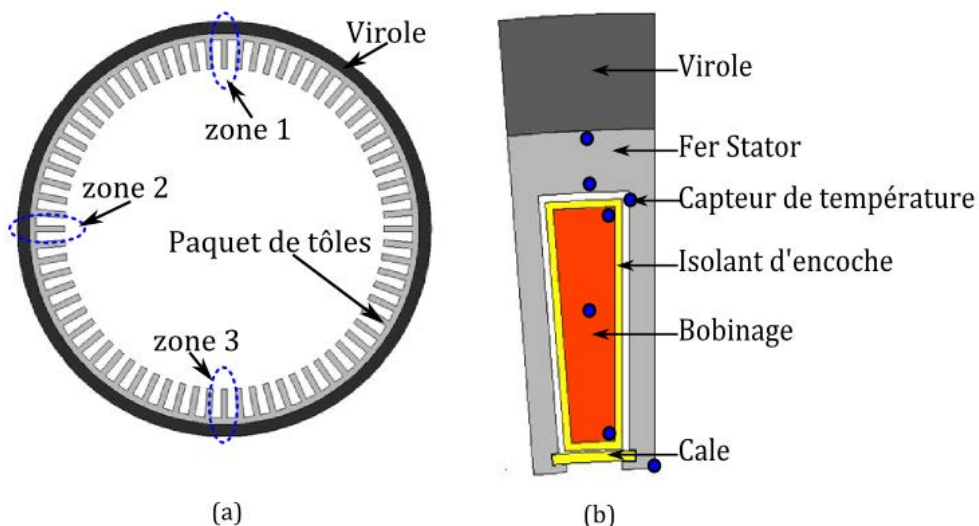 Virole
zone 1
zone 2
Paquet de tôles
zone 3
(a)
Virole
Fer Stator
Capteur de température
Isolant d'encoche
Bobinage
Cale
(b)